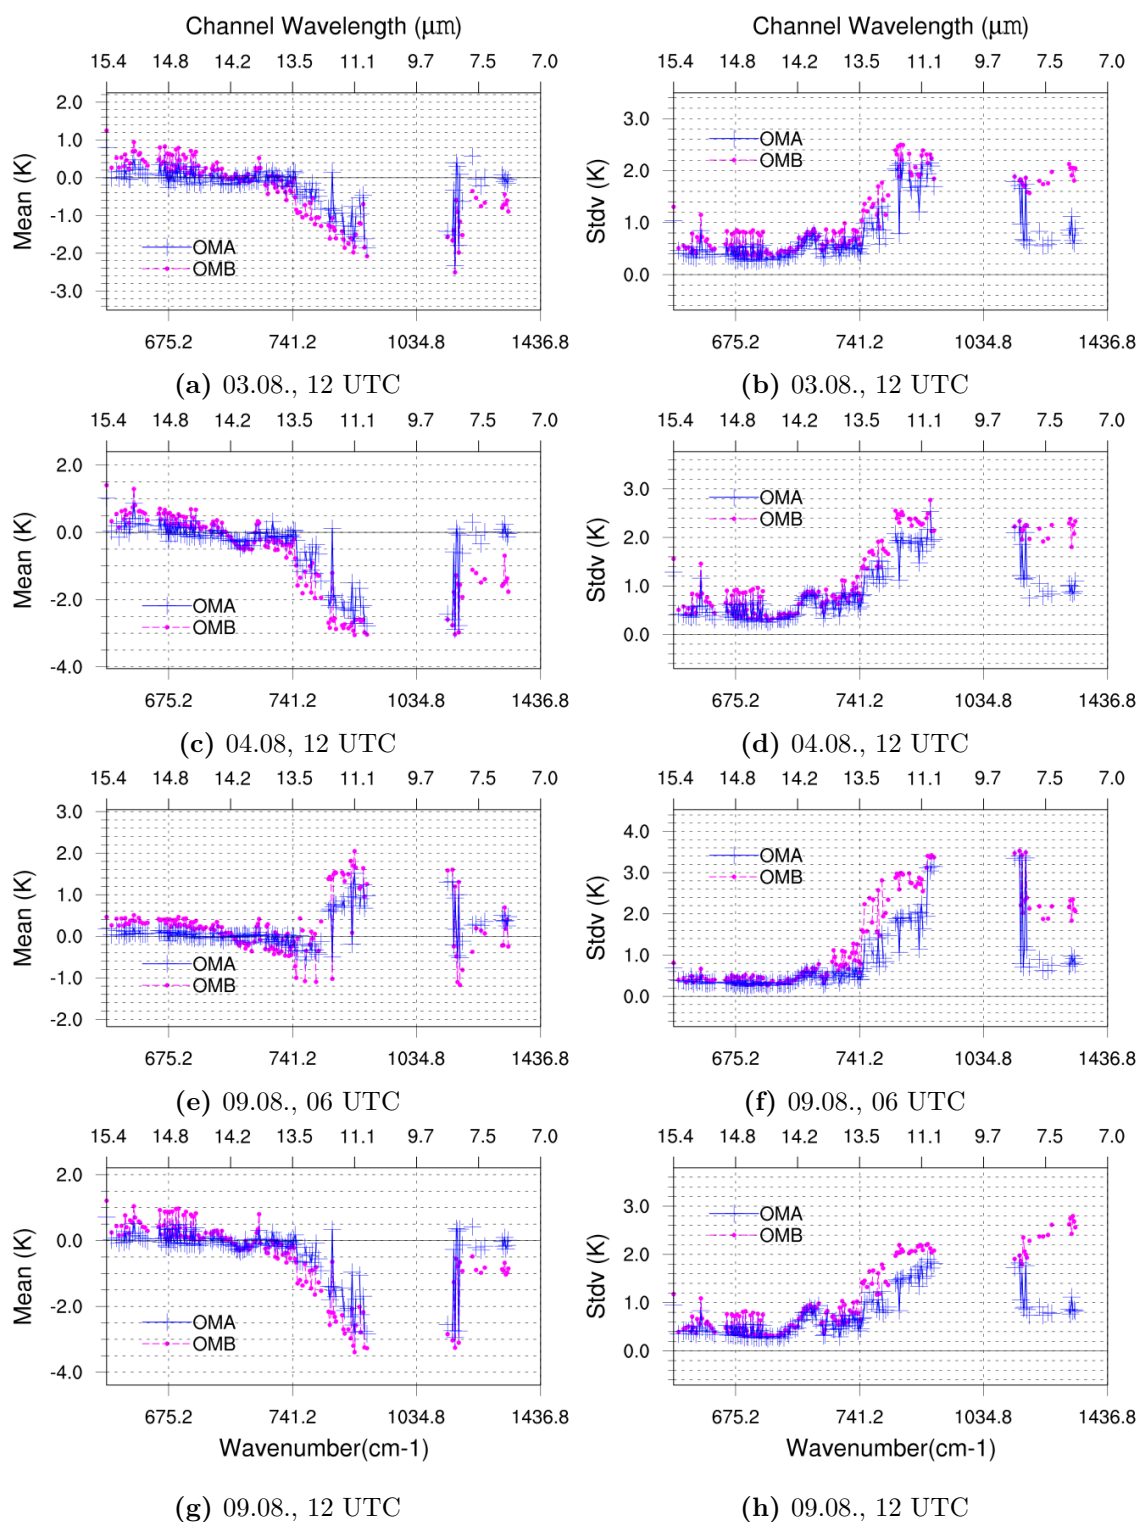 Channel Wavelength (µm)
15.4 14.8 14.2 13.5 11.1 9.7 7.5 7.0
Mean (K)
2.0
1.0
0.0
-1.0
-2.0
-3.0
OMA
OMB
675.2 741.2 1034.8 1436.8
(a) 03.08., 12 UTC
Channel Wavelength (µm)
15.4 14.8 14.2 13.5 11.1 9.7 7.5 7.0
Stdv (K)
3.0
2.0
1.0
0.0
OMA
OMB
675.2 741.2 1034.8 1436.8
(b) 03.08., 12 UTC
15.4 14.8 14.2 13.5 11.1 9.7 7.5 7.0
Mean (K)
2.0
0.0
-2.0
-4.0
OMA
OMB
675.2 741.2 1034.8 1436.8
(c) 04.08, 12 UTC
15.4 14.8 14.2 13.5 11.1 9.7 7.5 7.0
Stdv (K)
3.0
2.0
1.0
0.0
OMA
OMB
675.2 741.2 1034.8 1436.8
(d) 04.08., 12 UTC
15.4 14.8 14.2 13.5 11.1 9.7 7.5 7.0
Mean (K)
3.0
2.0
1.0
0.0
-1.0
-2.0
OMA
OMB
675.2 741.2 1034.8 1436.8
(e) 09.08., 06 UTC
15.4 14.8 14.2 13.5 11.1 9.7 7.5 7.0
Stdv (K)
4.0
3.0
2.0
1.0
0.0
OMA
OMB
675.2 741.2 1034.8 1436.8
(f) 09.08., 06 UTC
15.4 14.8 14.2 13.5 11.1 9.7 7.5 7.0
Mean (K)
2.0
0.0
-2.0
-4.0
OMA
OMB
675.2 741.2 1034.8 1436.8
Wavenumber(cm-1)
(g) 09.08., 12 UTC
15.4 14.8 14.2 13.5 11.1 9.7 7.5 7.0
Stdv (K)
3.0
2.0
1.0
0.0
OMA
OMB
675.2 741.2 1034.8 1436.8
Wavenumber(cm-1)
(h) 09.08., 12 UTC